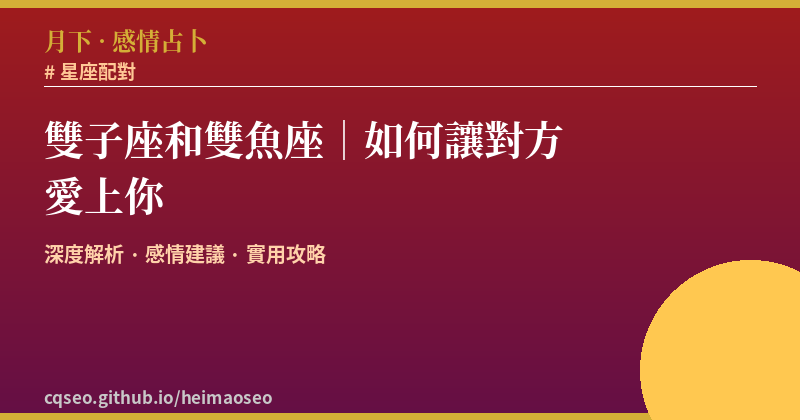 月下 · 感情占卜
# 星座配對
雙子座和雙魚座｜如何讓對方
愛上你
深度解析 · 感情建議 · 實用攻略
cqseo.github.io/heimaoseo